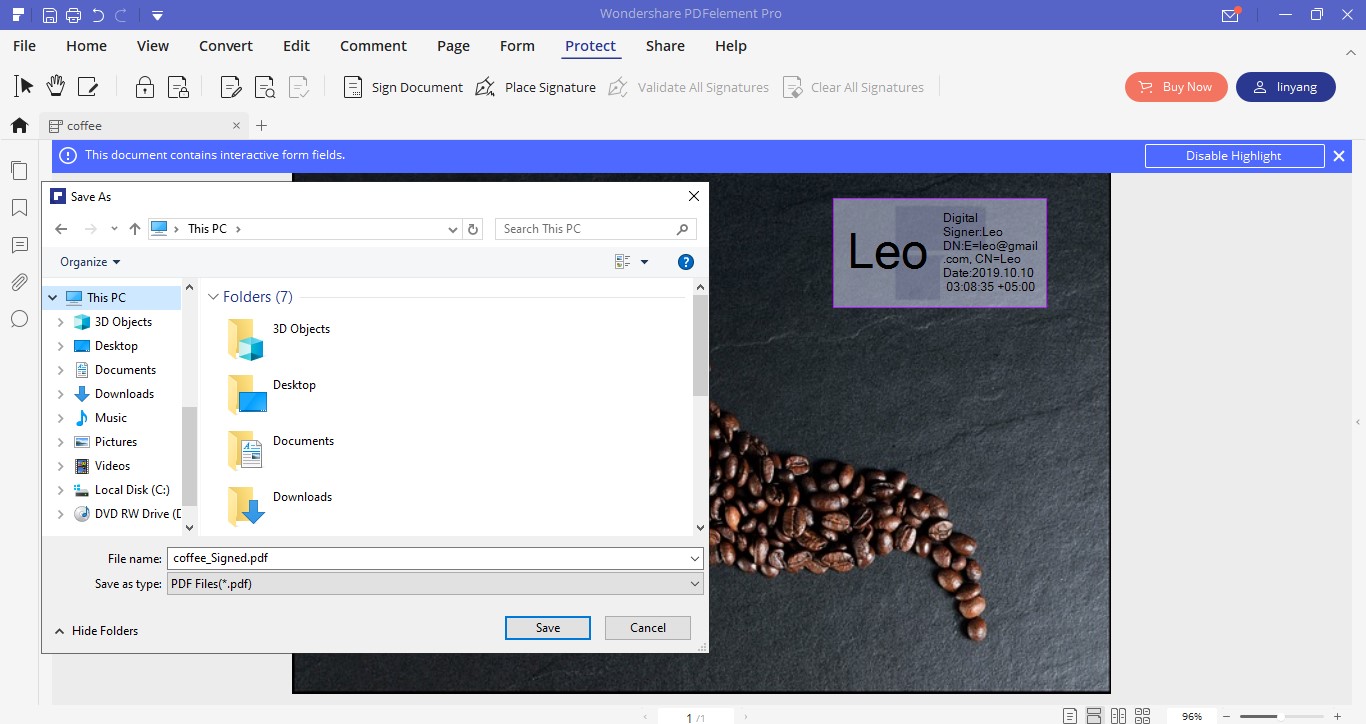 Wondershare PDFelement Pro
File Home View Convert Edit Comment Page Form Protect Share Help
Sign Document Place Signature Validate All Signatures Clear All Signatures Buy Now linyang
coffee
This document contains interactive form fields. Disable Highlight
Save As
This PC Search This PC
Organize
This PC
3D Objects
Desktop
Documents
Downloads
Music
Pictures
Videos
Local Disk (C:)
DVD RW Drive (D
Folders (7)
3D Objects
Desktop
Documents
Downloads
File name: coffee_Signed.pdf
Save as type: PDF Files(*.pdf)
Hide Folders Save Cancel
Leo
Digital
Signer:Leo
DN:E=leo@gmail
.com, CN=Leo
Date:2019.10.10
03:08:35 +05:00
1 /1 96%